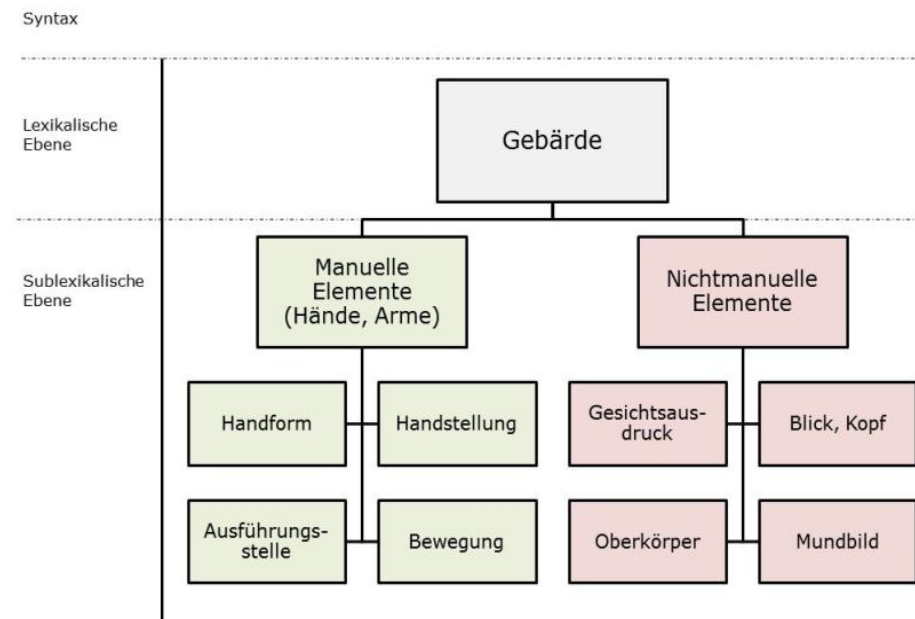 Syntax
Lexikalische
Ebene
Gebärde
Sublexikalische
Ebene
Manuelle
Elemente
(Hände, Arme)
Nichtmanuelle
Elemente
Handform
Handstellung
Gesichtsaus-
druck
Blick, Kopf
Ausführungs-
stelle
Bewegung
Oberkörper
Mundbild